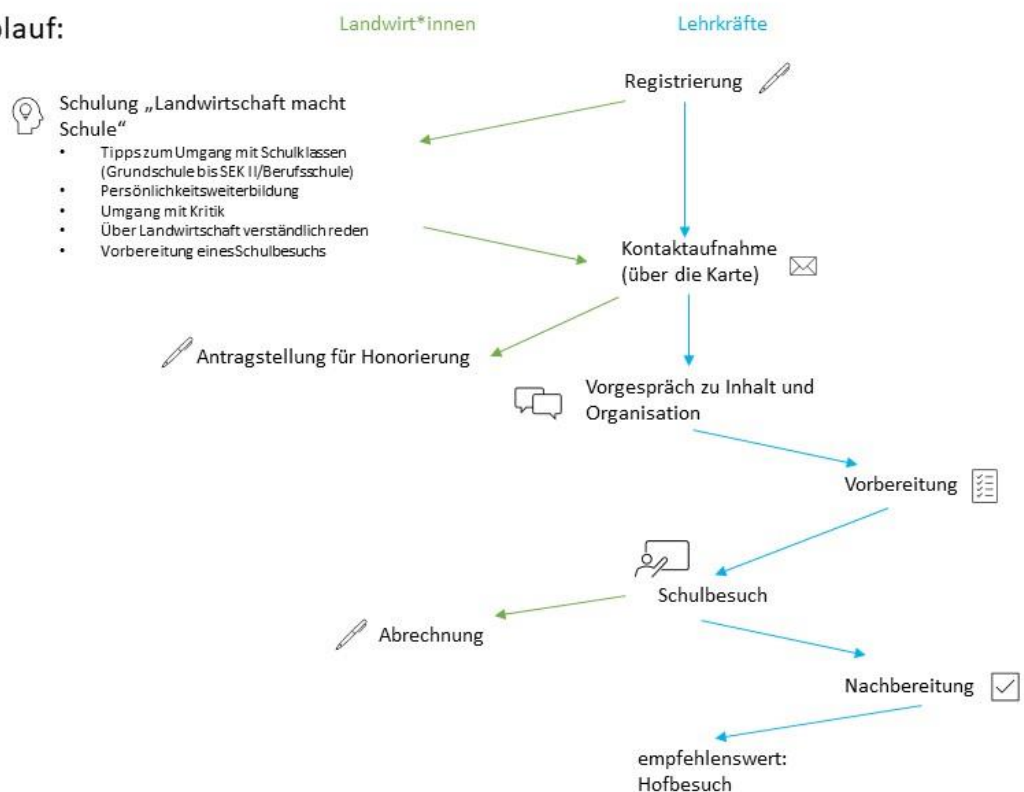 olauf:
Landwirt*innen
Lehrkräfte
Registrierung
Schulung „Landwirtschaft macht
Schule“
• Tipps zum Umgang mit Schulklassen
(Grundschule bis SEK II/Berufsschule)
• Persönlichkeitsweiterbildung
• Umgang mit Kritik
• Über Landwirtschaft verständlich reden
• Vorbereitung eines Schulbesuchs
Kontaktaufnahme
(über die Karte)
Antragstellung für Honorierung
Vorgespräch zu Inhalt und
Organisation
Vorbereitung
Schulbesuch
Abrechnung
Nachbereitung
empfehlenswert:
Hofbesuch